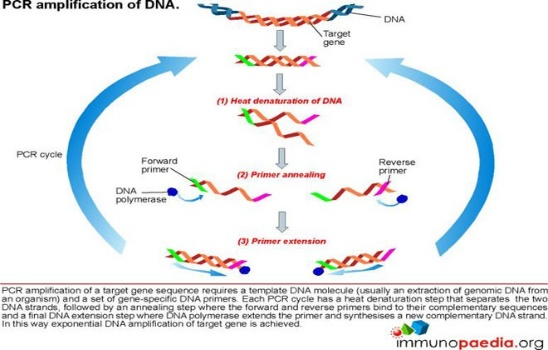 PCR amplification of DNA.
DNA
Target
gene
(1) Heat denaturation of DNA
PCR cycle
Forward
primer
(2) Primer annealing
Reverse
primer
DNA
polymerase
(3) Primer extension
PCR amplification of a target gene sequence requires a template DNA molecule (usually an extraction of genomic DNA from
an organism) and a set of gene-specific DNA primers. Each PCR cycle has a heat denaturation step that separates the two
DNA strands, followed by an annealing step where the forward and reverse primers bind to their complementary sequences
and a final DNA extension step where DNA polymerase extends the primer and synthesises a new complementary DNA strand.
In this way exponential DNA amplification of target gene is achieved.
immunopaedia.org